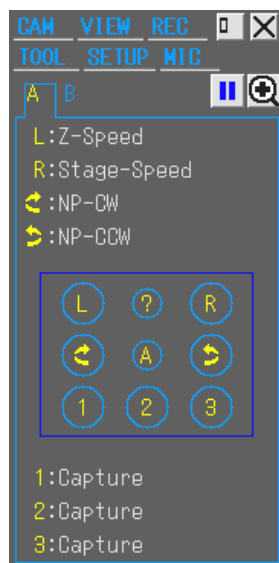 CAM VIEW REC
TOOL SETUP MIC
A B
L:Z-Speed
R:Stage-Speed
:NP-CW
:NP-CCW
L ? R
A
1 2 3
1:Capture
2:Capture
3:Capture